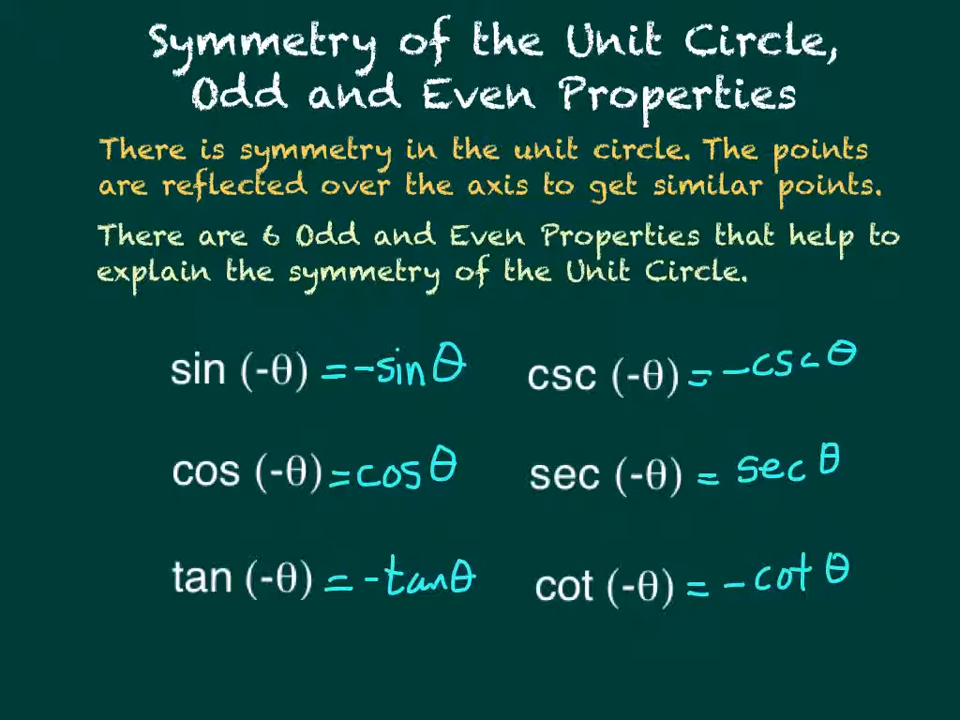 Symmetry of the Unit Circle,
Odd and Even Properties
There is symmetry in the unit circle. The points
are reflected over the axis to get similar points.
There are 6 Odd and Even Properties that help to
explain the symmetry of the Unit Circle.
sin (-θ) = -sin θ
csc (-θ) = -csc θ
cos (-θ) = cos θ
sec (-θ) = sec θ
tan (-θ) = -tan θ
cot (-θ) = -cot θ